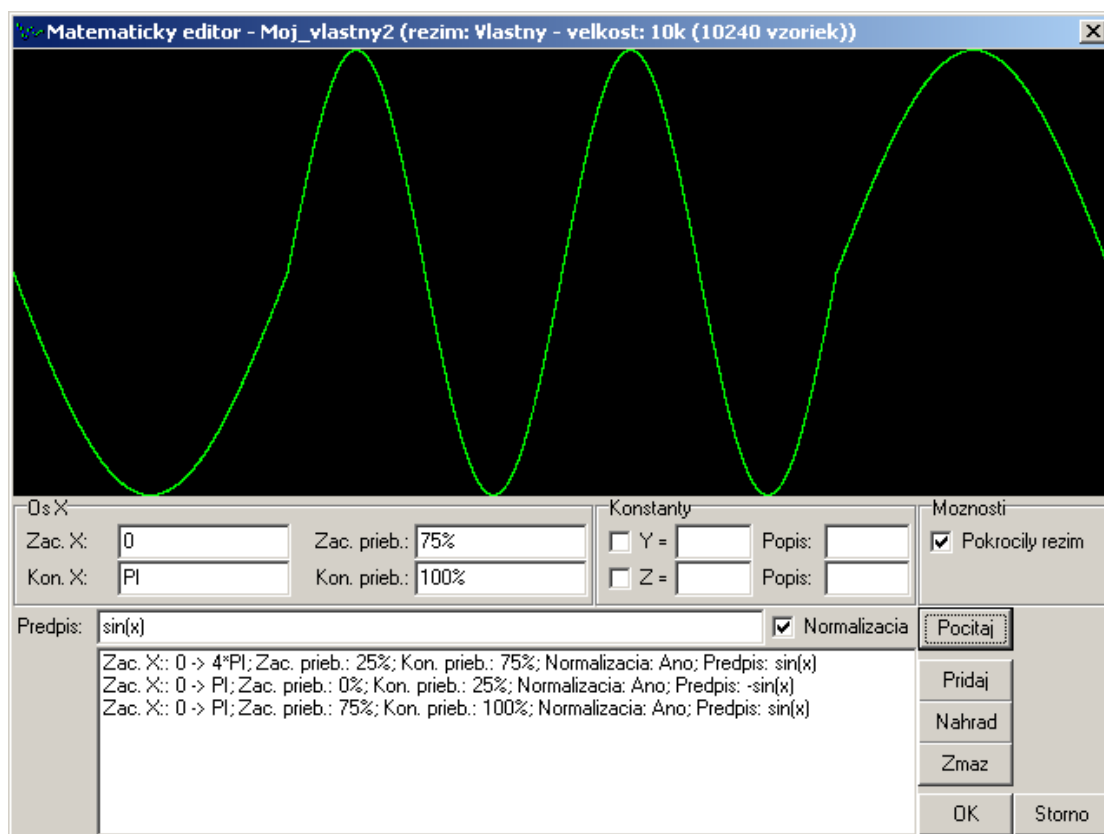 Matematicky editor - Moj_vlastny2 (rezim: Vlastny - velkost: 10k (10240 vzoriek))
Os X
Zac. X: 0 Zac. prieb.: 75%
Kon. X: PI Kon. prieb.: 100%
Konstanty
Y = Popis:
Z = Popis:
Moznosti
Pokrocily rezim
Predpis: sin(x) Normalizacia Pocitaj
Zac. X:: 0 -> 4*PI; Zac. prieb.: 25%; Kon. prieb.: 75%; Normalizacia: Ano; Predpis: sin(x)
Zac. X:: 0 -> PI; Zac. prieb.: 0%; Kon. prieb.: 25%; Normalizacia: Ano; Predpis: -sin(x)
Zac. X:: 0 -> PI; Zac. prieb.: 75%; Kon. prieb.: 100%; Normalizacia: Ano; Predpis: sin(x)
Pridaj
Nahrad
Zmaz
OK Storno